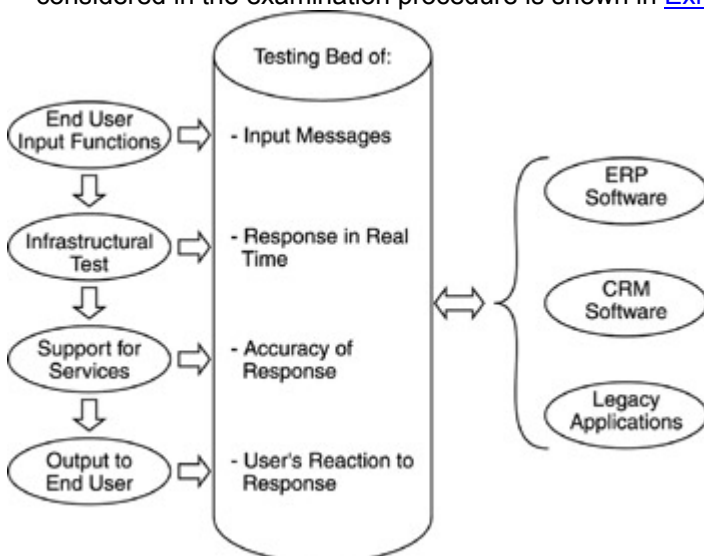 considered in the examination procedure is shown in
Testing Bed of:
End User
Input Functions
- Input Messages
Infrastructural
Test
- Response in Real
Time
Support for
Services
- Accuracy of
Response
Output to
End User
- User's Reaction to
Response
ERP
Software
CRM
Software
Legacy
Applications